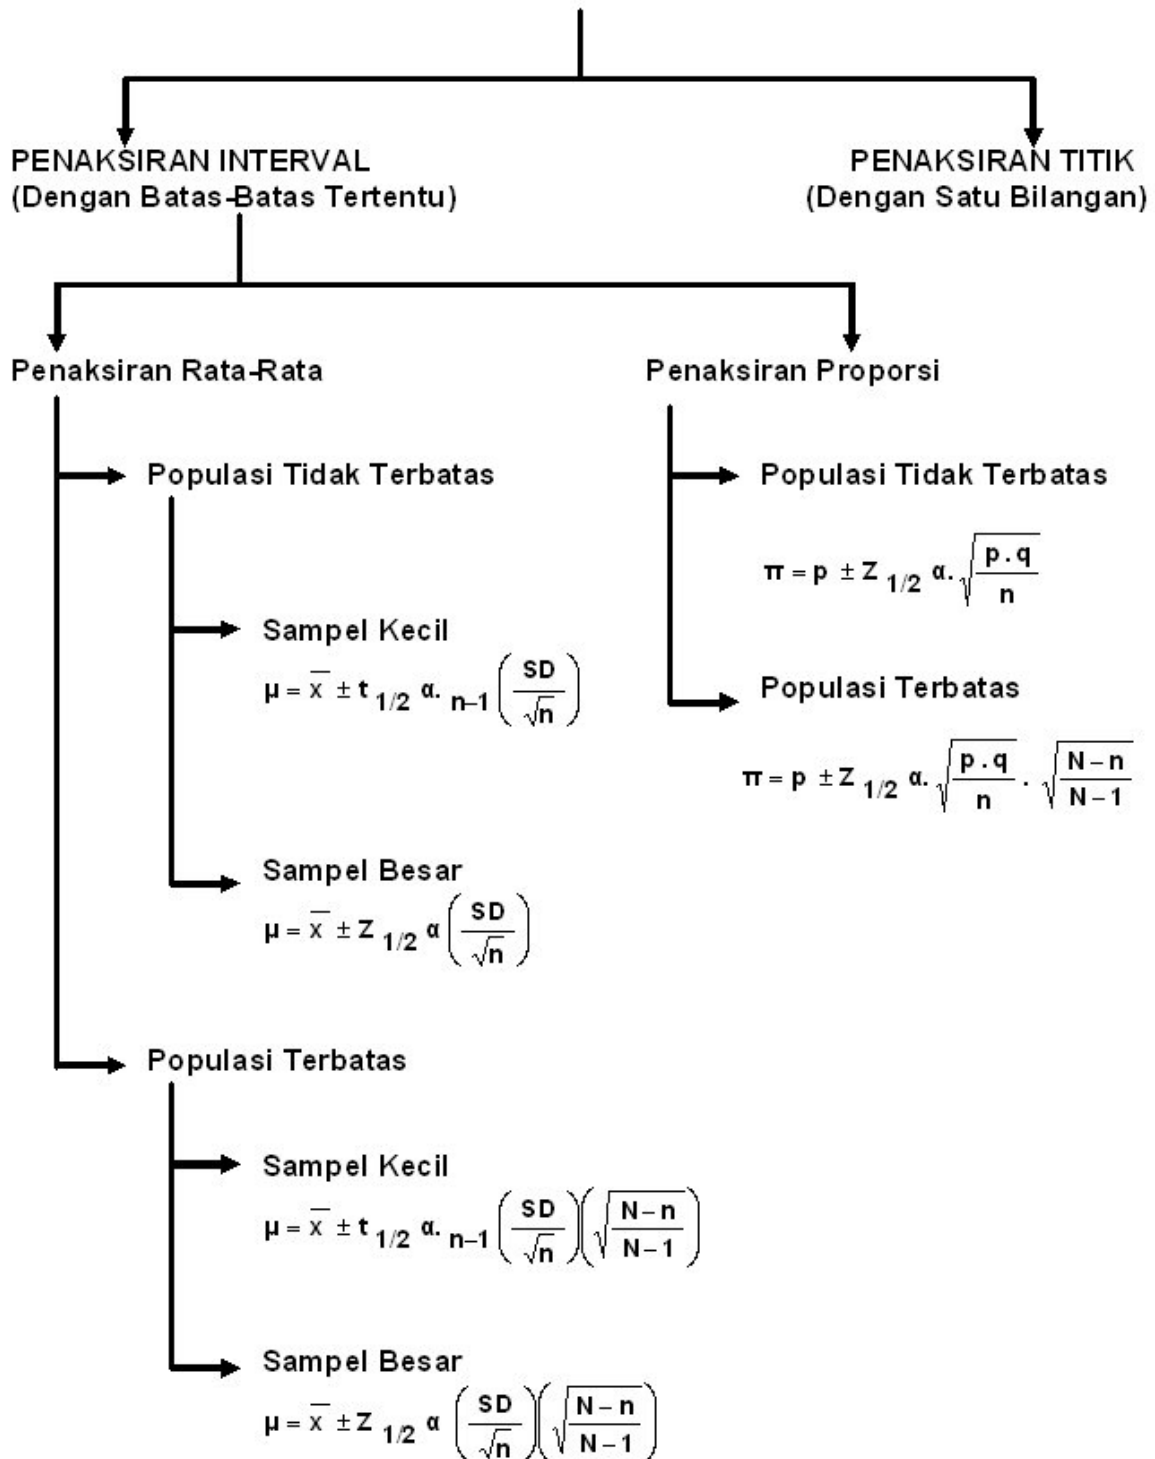 PENAKSIRAN INTERVAL
(Dengan Batas-Batas Tertentu)
PENAKSIRAN TITIK
(Dengan Satu Bilangan)
Penaksiran Rata-Rata
Populasi Tidak Terbatas
Sampel Kecil
μ = x̅ ± t 1/2 α. n–1 (SD/√n)
Sampel Besar
μ = x̅ ± Z 1/2 α (SD/√n)
Populasi Terbatas
Sampel Kecil
μ = x̅ ± t 1/2 α. n–1 (SD/√n)(√((N–n)/(N–1)))
Sampel Besar
μ = x̅ ± Z 1/2 α (SD/√n)(√((N–n)/(N–1)))
Penaksiran Proporsi
Populasi Tidak Terbatas
π = p ± Z 1/2 α. √(p.q/n)
Populasi Terbatas
π = p ± Z 1/2 α. √(p.q/n) . √((N–n)/(N–1))